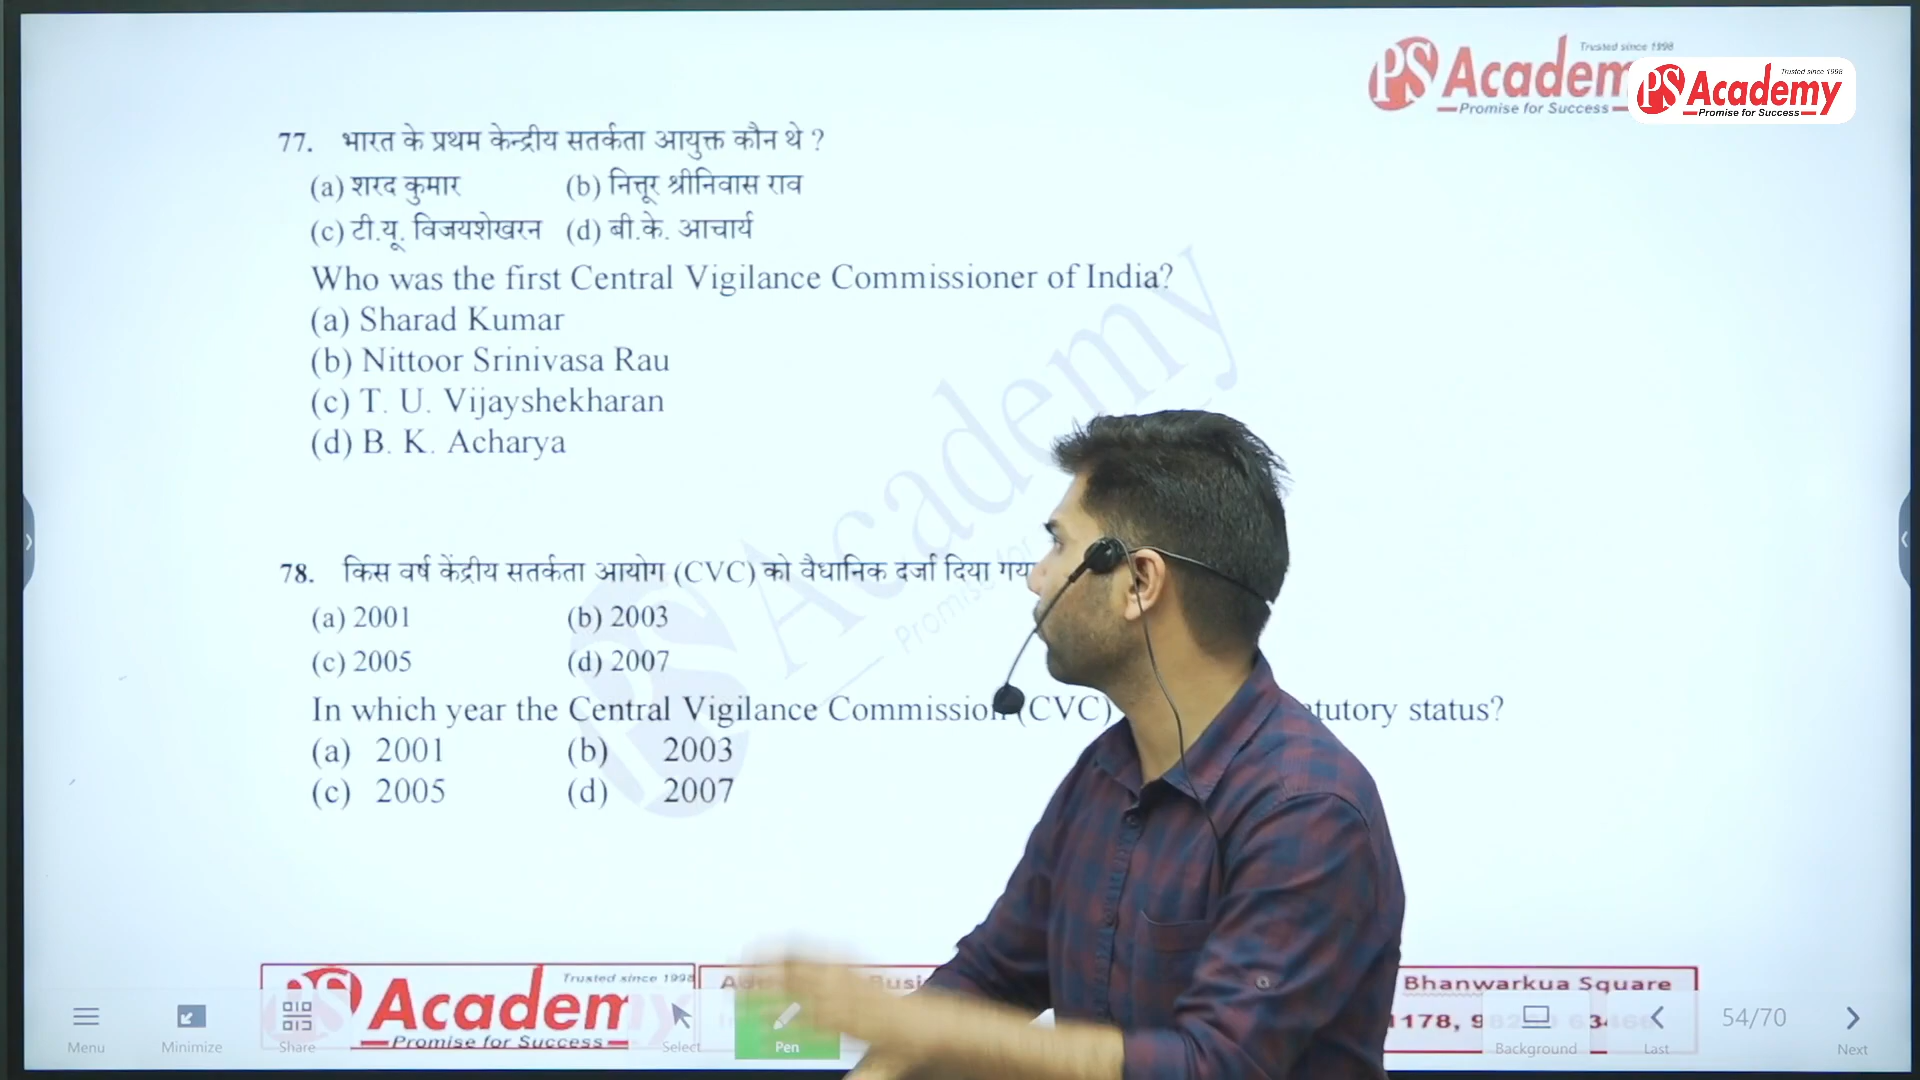 Trusted since 1998
PS Academy
Promise for Success
Trusted since 1998
PS Academy
Promise for Success
77. भारत के प्रथम केन्द्रीय सतर्कता आयुक्त कौन थे ?
(a) शरद कुमार (b) नित्तूर श्रीनिवास राव
(c) टी.यू. विजयशेखरन (d) बी.के. आचार्य
Who was the first Central Vigilance Commissioner of India?
(a) Sharad Kumar
(b) Nittoor Srinivasa Rau
(c) T. U. Vijayshekharan
(d) B. K. Acharya
78. किस वर्ष केंद्रीय सतर्कता आयोग (CVC) को वैधानिक दर्जा दिया
(a) 2001 (b) 2003
(c) 2005 (d) 2007
In which year the Central Vigilance Commission (CVC) status?
(a) 2001 (b) 2003
(c) 2005 (d) 2007
PS Academy
Trusted since 1998
Academy
Promise for Success
Bhanwarkua Square
Menu
Minimize
Share
Select
Pen
Background
Last
54/70
Next